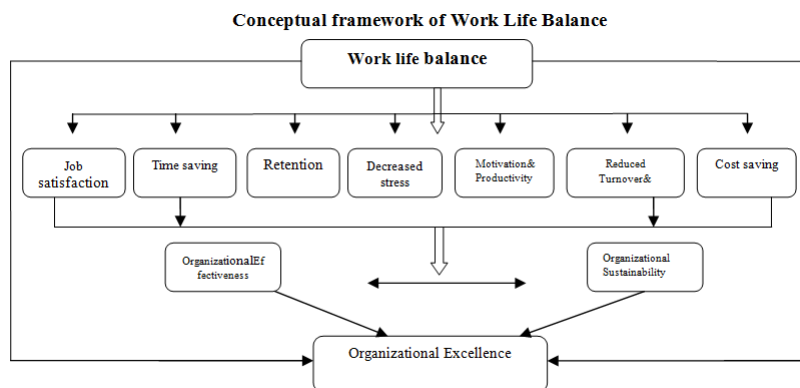 Conceptual framework of Work Life Balance
Work life balance
Job
satisfaction
Time saving
Retention
Decreased
stress
Motivation&
Productivity
Reduced
Turnover&
Cost saving
OrganizationalEf
fectiveness
Organizational
Sustainability
Organizational Excellence